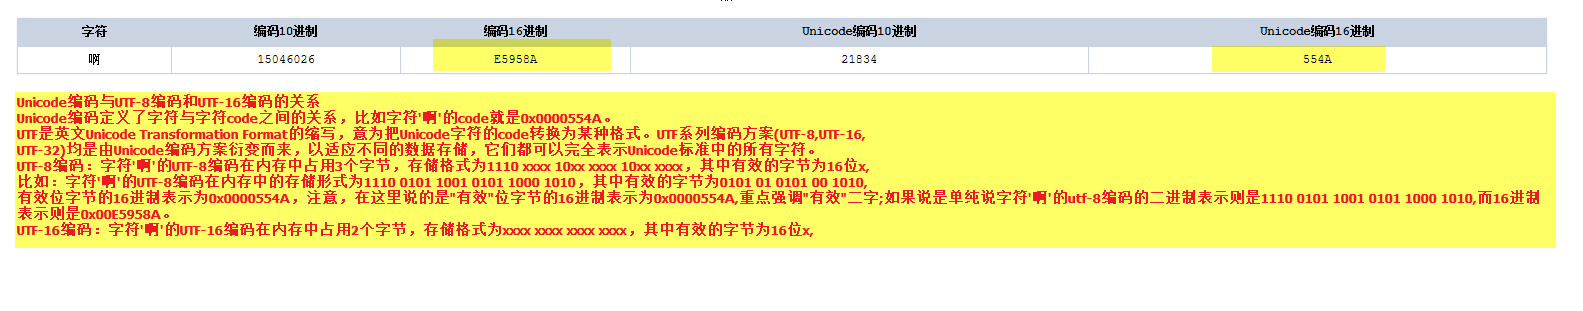 字符 编码10进制 编码16进制 Unicode编码10进制 Unicode编码16进制
啊 15046026 E5958A 21834 554A
Unicode编码与UTF-8编码和UTF-16编码的关系
Unicode编码定义了字符与字符code之间的关系，比如字符'啊'的code就是0x0000554A。
UTF是英文Unicode Transformation Format的缩写，意为把Unicode字符的code转换为某种格式。UTF系列编码方案(UTF-8,UTF-16,
UTF-32)均是由Unicode编码方案衍变而来，以适应不同的数据存储，它们都可以完全表示Unicode标准中的所有字符。
UTF-8编码：字符'啊'的UTF-8编码在内存中占用3个字节，存储格式为1110 xxxx 10xx xxxx 10xx xxxx，其中有效的字节为16位x,
比如：字符'啊'的UTF-8编码在内存中的存储形式为1110 0101 1001 0101 1000 1010，其中有效的字节为0101 01 0101 00 1010,
有效位字节的16进制表示为0x0000554A，注意，在这里说的是"有效"位字节的16进制表示为0x0000554A,重点强调"有效"二字;如果说是单纯说字符'啊'的utf-8编码的二进制表示则是1110 0101 1001 0101 1000 1010,而16进制
表示则是0x00E5958A。
UTF-16编码：字符'啊'的UTF-16编码在内存中占用2个字节，存储格式为xxxx xxxx xxxx xxxx，其中有效的字节为16位x,